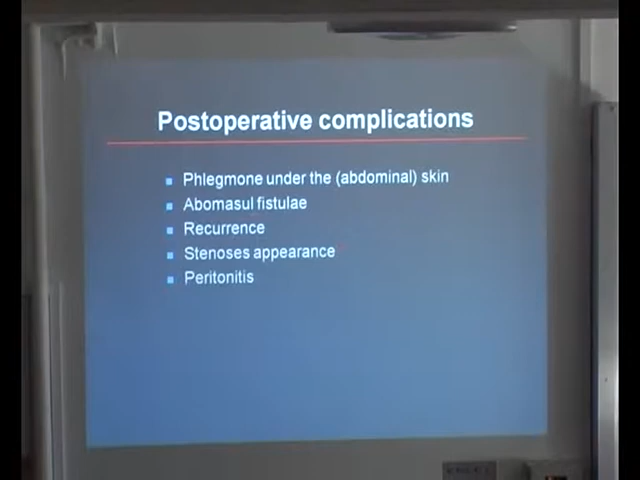 Postoperative complications
Phlegmone under the (abdominal) skin
Abomasul fistulae
Recurrence
Stenoses appearance
Peritonitis